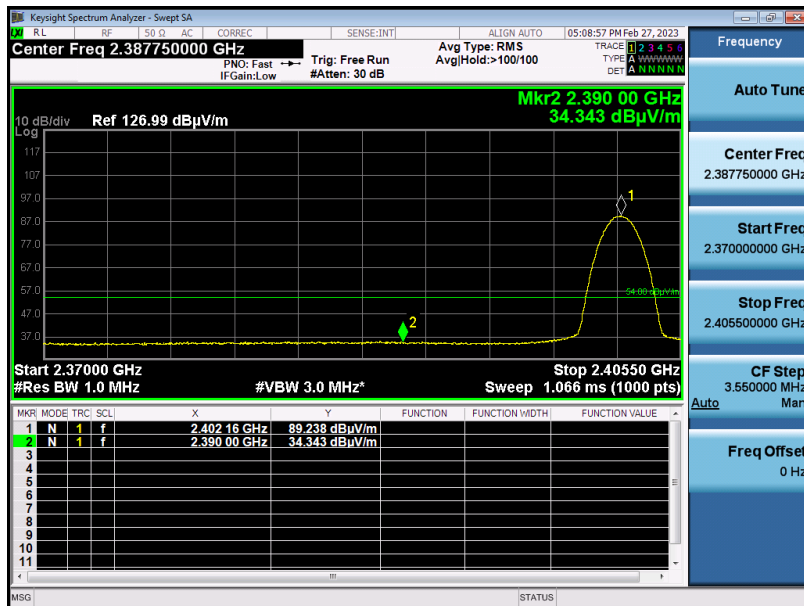 Keysight Spectrum Analyzer - Swept SA
LXI RL RF 50 Ω AC CORREC SENSE:INT ALIGN AUTO 05:08:57 PM Feb 27, 2023
Center Freq 2.387750000 GHz
PNO: Fast
IFGain:Low
Trig: Free Run
#Atten: 30 dB
Avg Type: RMS
Avg|Hold:>100/100
TRACE 1 2 3 4 5 6
TYPE A W W W W W
DET A N N N N N
Mkr2 2.390 00 GHz
34.343 dBµV/m
10 dB/div Ref 126.99 dBµV/m
Log
117
107
97.0
87.0
77.0
67.0
57.0
47.0
37.0
1
2
54.00 dBµV/m
Start 2.37000 GHz Stop 2.40550 GHz
#Res BW 1.0 MHz #VBW 3.0 MHz* Sweep 1.066 ms (1000 pts)
MKR MODE TRC SCL X Y FUNCTION FUNCTION WIDTH FUNCTION VALUE
1 N 1 f 2.402 16 GHz 89.238 dBµV/m
2 N 1 f 2.390 00 GHz 34.343 dBµV/m
3
4
5
6
7
8
9
10
11
MSG STATUS
Frequency
Auto Tune
Center Freq
2.387750000 GHz
Start Freq
2.370000000 GHz
Stop Freq
2.405500000 GHz
CF Step
3.550000 MHz
Auto Man
Freq Offset
0 Hz